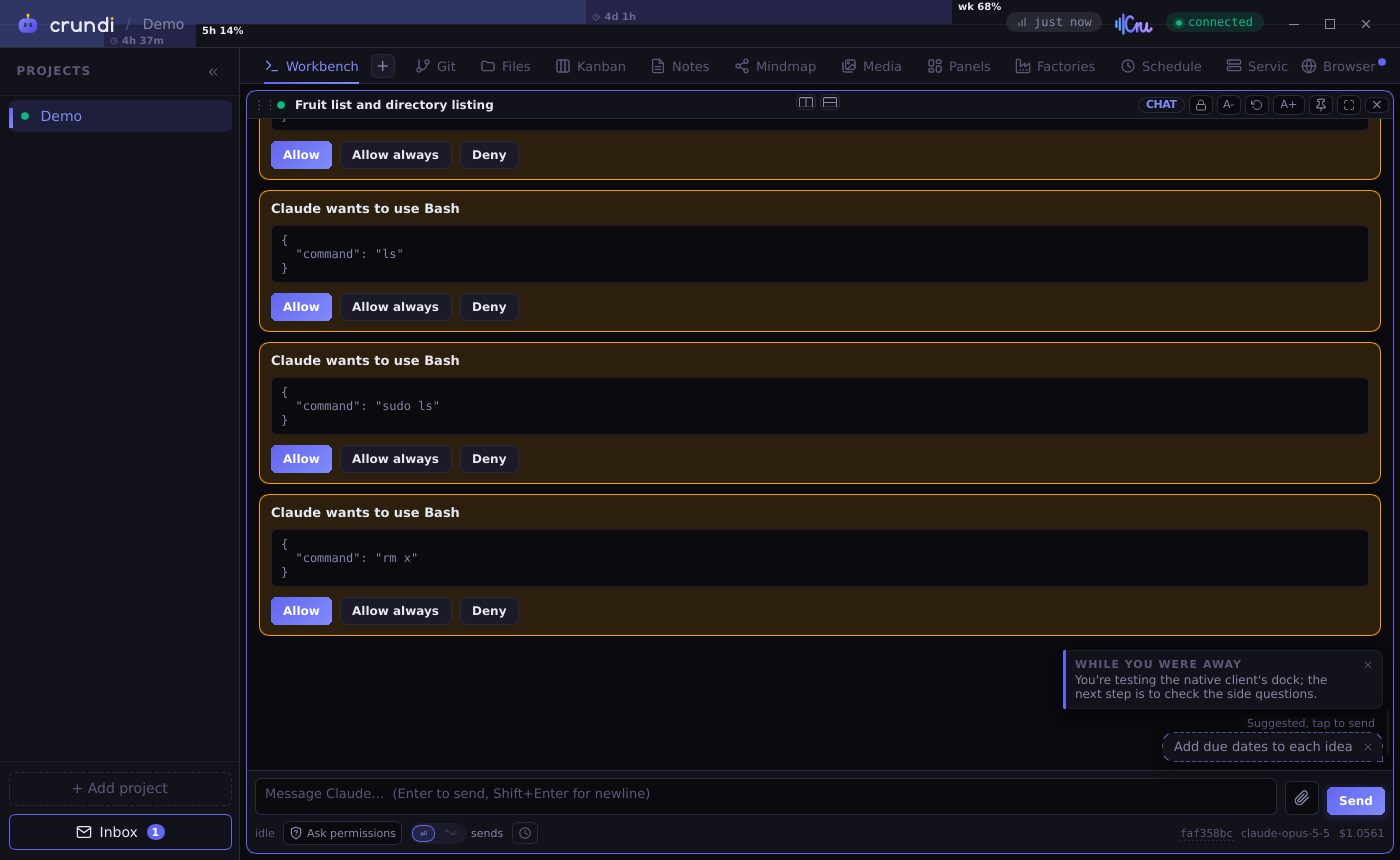 crundi / Demo
4d 1h
wk 68%
4h 37m
5h 14%
just now
Cru
connected
PROJECTS
Workbench
Git
Files
Kanban
Notes
Mindmap
Media
Panels
Factories
Schedule
Servic
Browser
Demo
Fruit list and directory listing
CHAT
A-
A+
}
Allow
Allow always
Deny
Claude wants to use Bash
{
"command": "ls"
}
Allow
Allow always
Deny
Claude wants to use Bash
{
"command": "sudo ls"
}
Allow
Allow always
Deny
Claude wants to use Bash
{
"command": "rm x"
}
Allow
Allow always
Deny
WHILE YOU WERE AWAY
You're testing the native client's dock; the
next step is to check the side questions.
Suggested, tap to send
Add due dates to each idea
+ Add project
Inbox 1
Message Claude... (Enter to send, Shift+Enter for newline)
Send
idle
Ask permissions
sends
faf358bc claude-opus-5-5 $1.0561